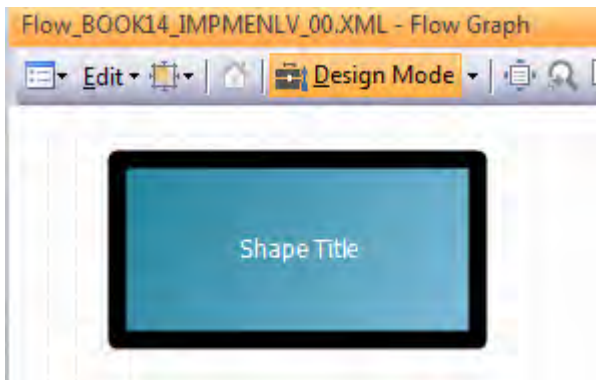 Flow_BOOK14_IMPMENLV_00.XML - Flow Graph
Edit Design Mode
Shape Title